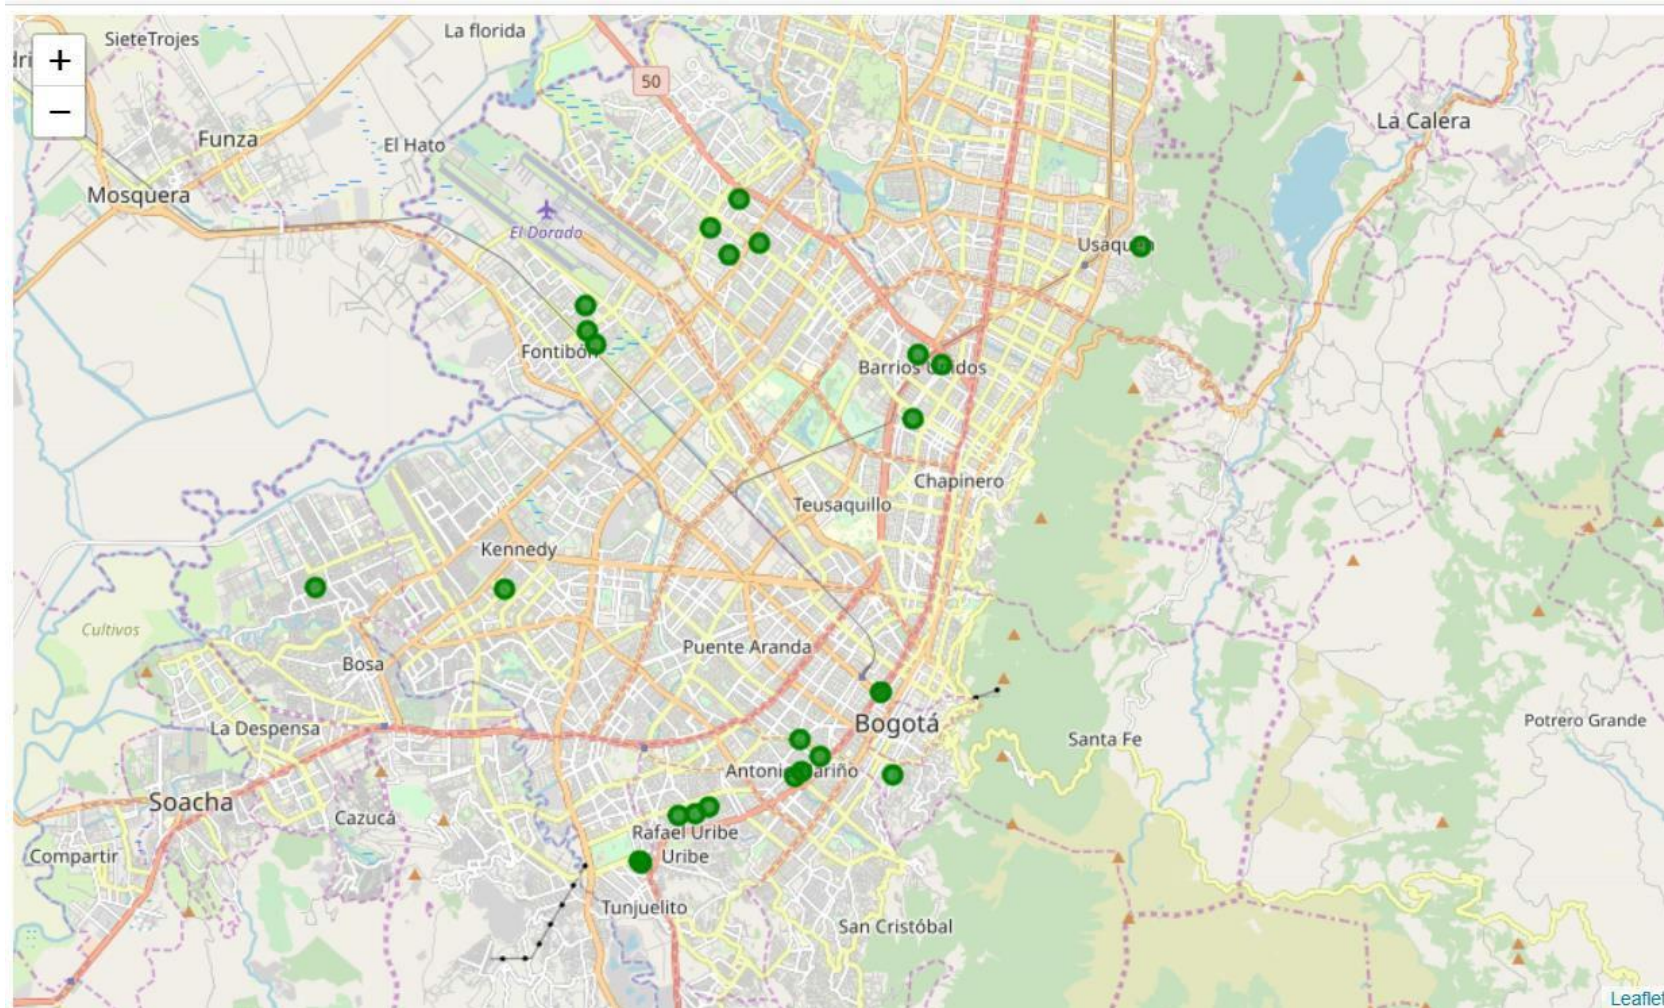 SieteTrojes
La florida
+
50
−
La Calera
Funza
El Hato
Mosquera
El Dorado
Usaquén
Fontibón
Barrios Unidos
Chapinero
Teusaquillo
Kennedy
Cultivos
Puente Aranda
Bosa
Bogotá
Potrero Grande
La Despensa
Santa Fe
Antonio Nariño
Soacha
Cazucá
Rafael Uribe
Uribe
Compartir
Tunjuelito
San Cristóbal
Leaflet